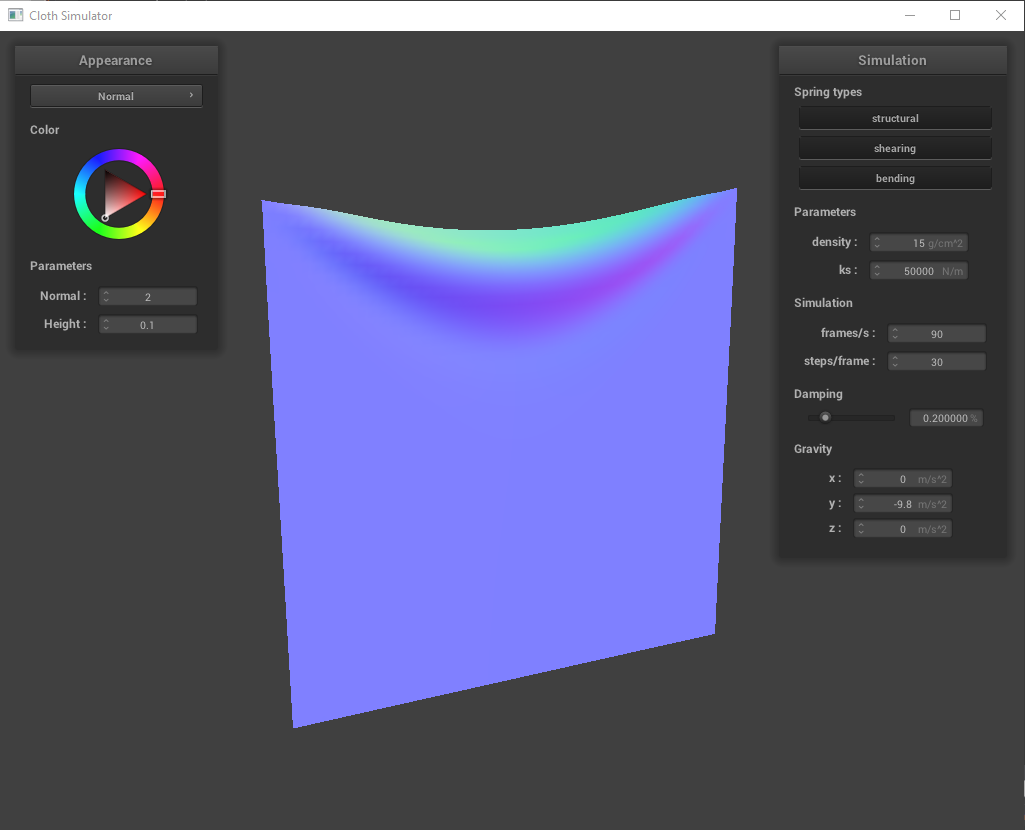 Cloth Simulator
Appearance
Normal
Color
Parameters
Normal : 2
Height : 0.1
Simulation
Spring types
structural
shearing
bending
Parameters
density : 15 g/cm^2
ks : 50000 N/m
Simulation
frames/s : 90
steps/frame : 30
Damping
0.200000 %
Gravity
x : 0 m/s^2
y : -9.8 m/s^2
z : 0 m/s^2